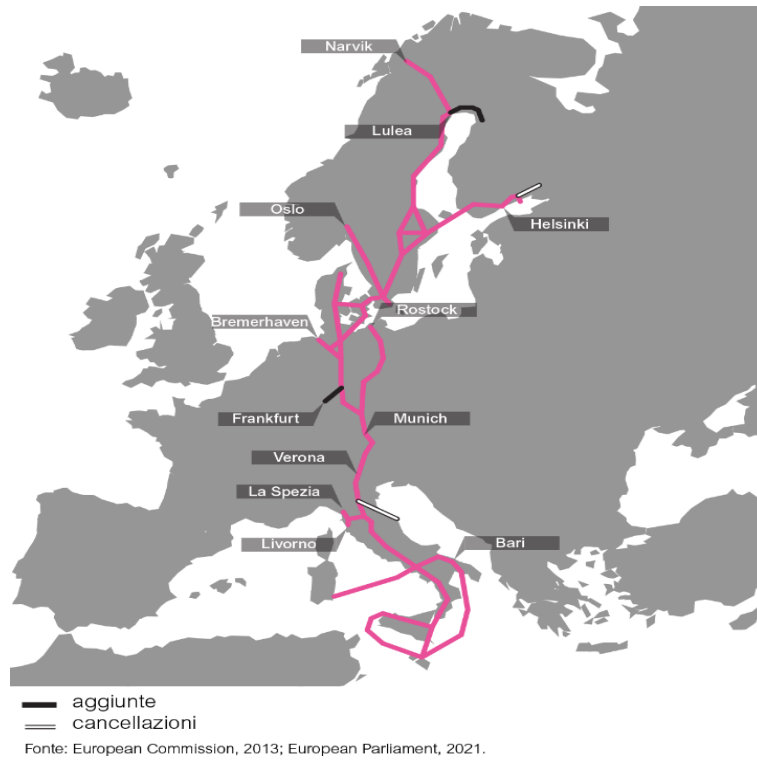 Narvik
Lulea
Oslo
Helsinki
Rostock
Bremerhaven
Frankfurt
Munich
Verona
La Spezia
Livorno
Bari
aggiunte
cancellazioni
Fonte: European Commission, 2013; European Parliament, 2021.